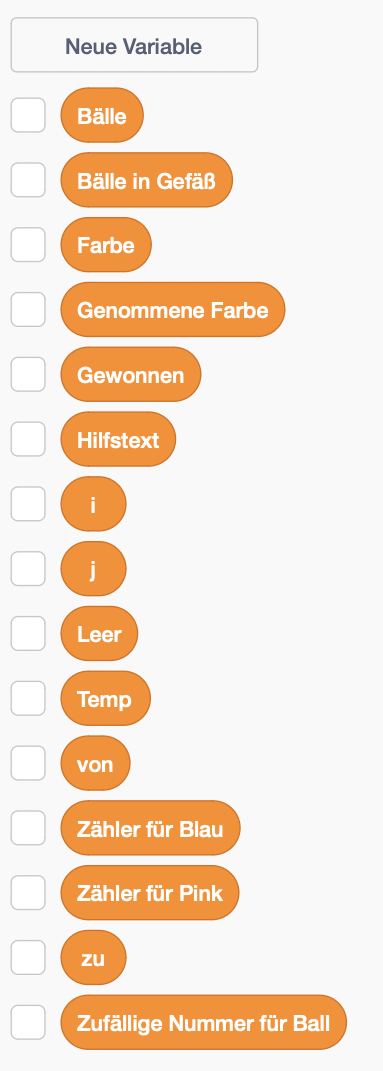 Neue Variable
Bälle
Bälle in Gefäß
Farbe
Genommene Farbe
Gewonnen
Hilfstext
i
j
Leer
Temp
von
Zähler für Blau
Zähler für Pink
zu
Zufällige Nummer für Ball